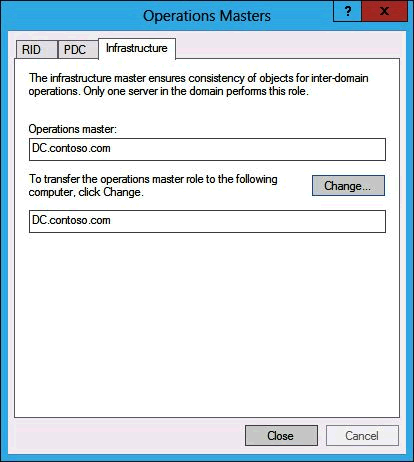 Operations Masters
? X
RID PDC Infrastructure
The infrastructure master ensures consistency of objects for inter-domain
operations. Only one server in the domain performs this role.
Operations master:
DC.contoso.com
To transfer the operations master role to the following
computer, click Change.
Change...
DC.contoso.com
Close Cancel